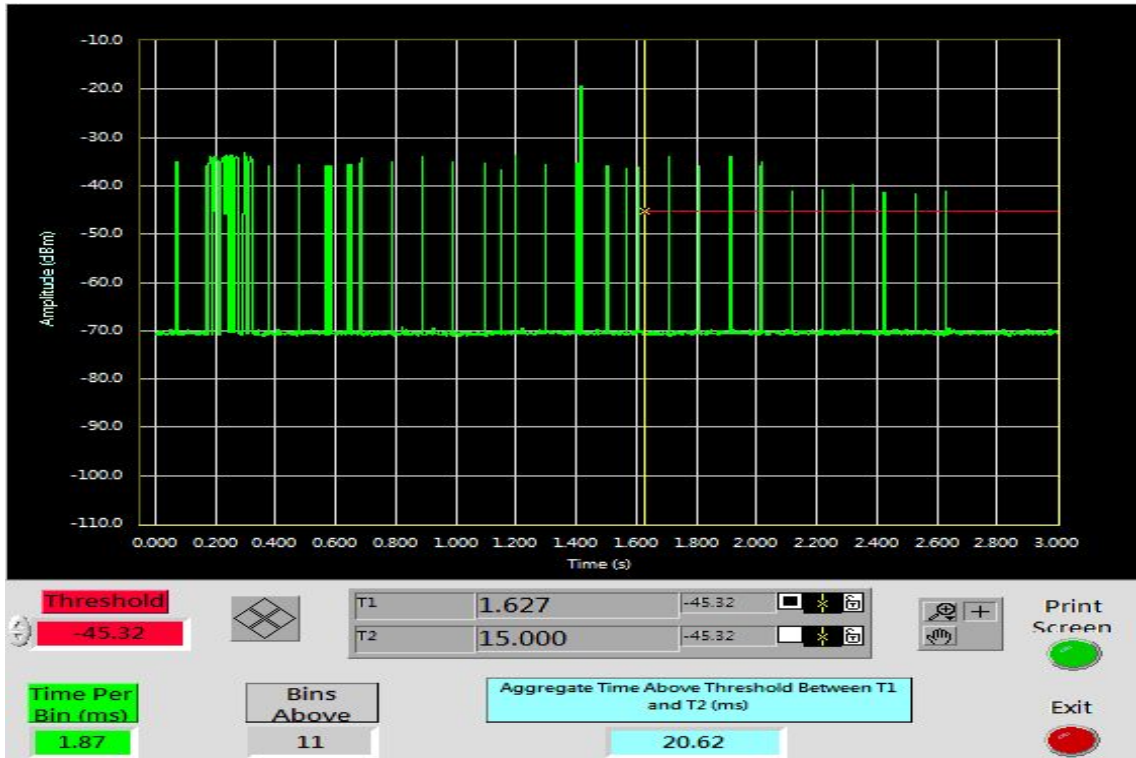 -10.0
-20.0
-30.0
-40.0
-50.0
-60.0
-70.0
-80.0
-90.0
-100.0
-110.0
Amplitude (dBm)
0.000 0.200 0.400 0.600 0.800 1.000 1.200 1.400 1.600 1.800 2.000 2.200 2.400 2.600 2.800 3.000
Time (s)
Threshold
-45.32
T1 1.627 -45.32
T2 15.000 -45.32
Print
Screen
Time Per
Bin (ms)
1.87
Bins
Above
11
Aggregate Time Above Threshold Between T1
and T2 (ms)
20.62
Exit